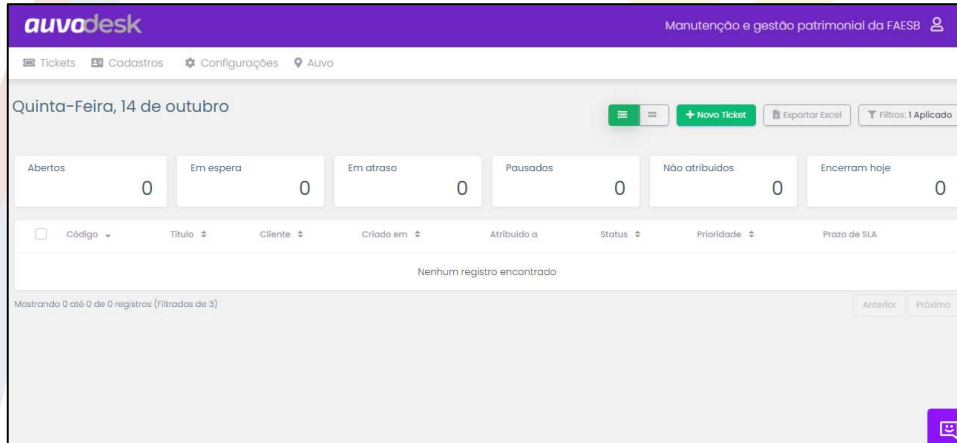 auvodesk
Manutenção e gestão patrimonial da FAESB
Tickets Cadastros Configurações Auvo
Quinta-Feira, 14 de outubro
+ Novo Ticket Exportar Excel Filtros: 1 Aplicado
Abertos Em espera Em atraso Pausados Não atribuídos Encerram hoje
0 0 0 0 0 0
Código Título Cliente Criado em Atribuído a Status Prioridade Prazo de SLA
Nenhum registro encontrado
Mostrando 0 até 0 de 0 registros (Filtrados de 3)
Anterior Próximo